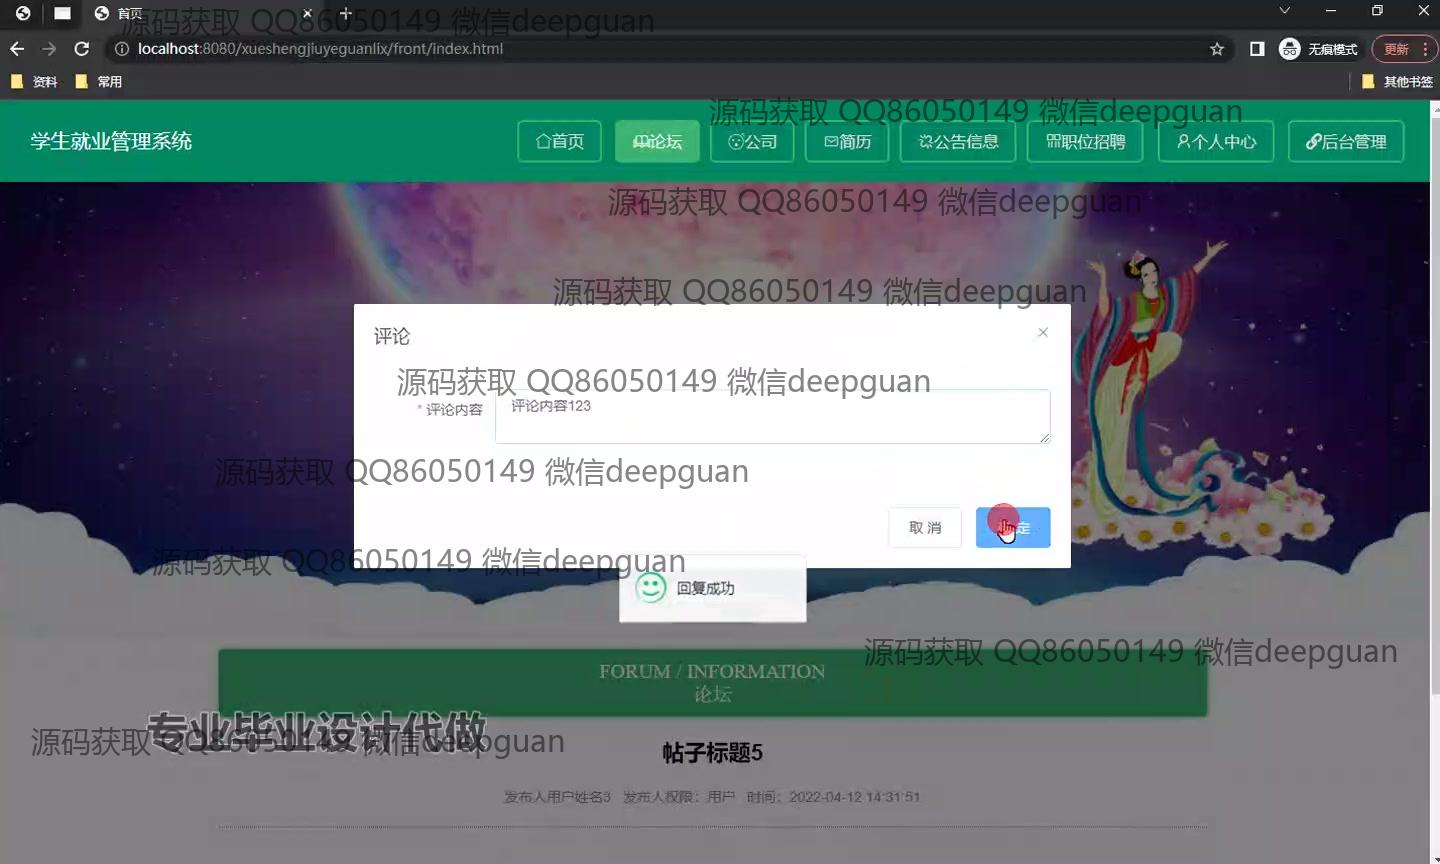 首页
localhost:8080/xueshengjiuyeguanlix/front/index.html
无痕模式
更新
资料
常用
其他书签
源码获取 QQ86050149 微信deepguan
源码获取 QQ86050149 微信deepguan
学生就业管理系统
首页
论坛
公司
简历
公告信息
职位招聘
个人中心
后台管理
源码获取 QQ86050149 微信deepguan
源码获取 QQ86050149 微信deepguan
评论
源码获取 QQ86050149 微信deepguan
* 评论内容
评论内容123
源码获取 QQ86050149 微信deepguan
取消
定
源码获取 QQ86050149 微信deepguan
回复成功
源码获取 QQ86050149 微信deepguan
FORUM / INFORMATION
论坛
专业毕业设计代做
源码获取 QQ86050149 微信deepguan
帖子标题5
发布人用户姓名3 发布人权限：用户 时间：2022-04-12 14:31:51